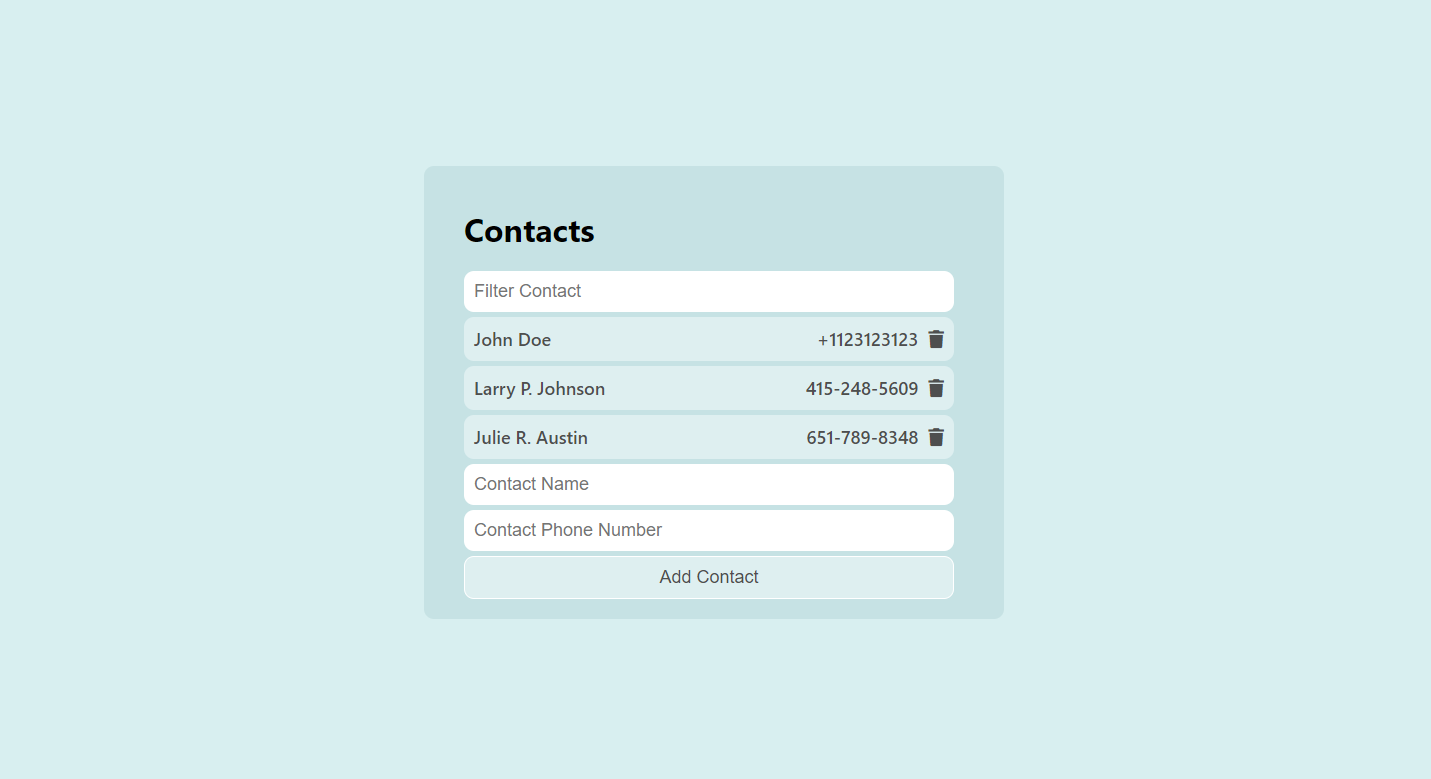 Contacts
Filter Contact
John Doe +1123123123
Larry P. Johnson 415-248-5609
Julie R. Austin 651-789-8348
Contact Name
Contact Phone Number
Add Contact